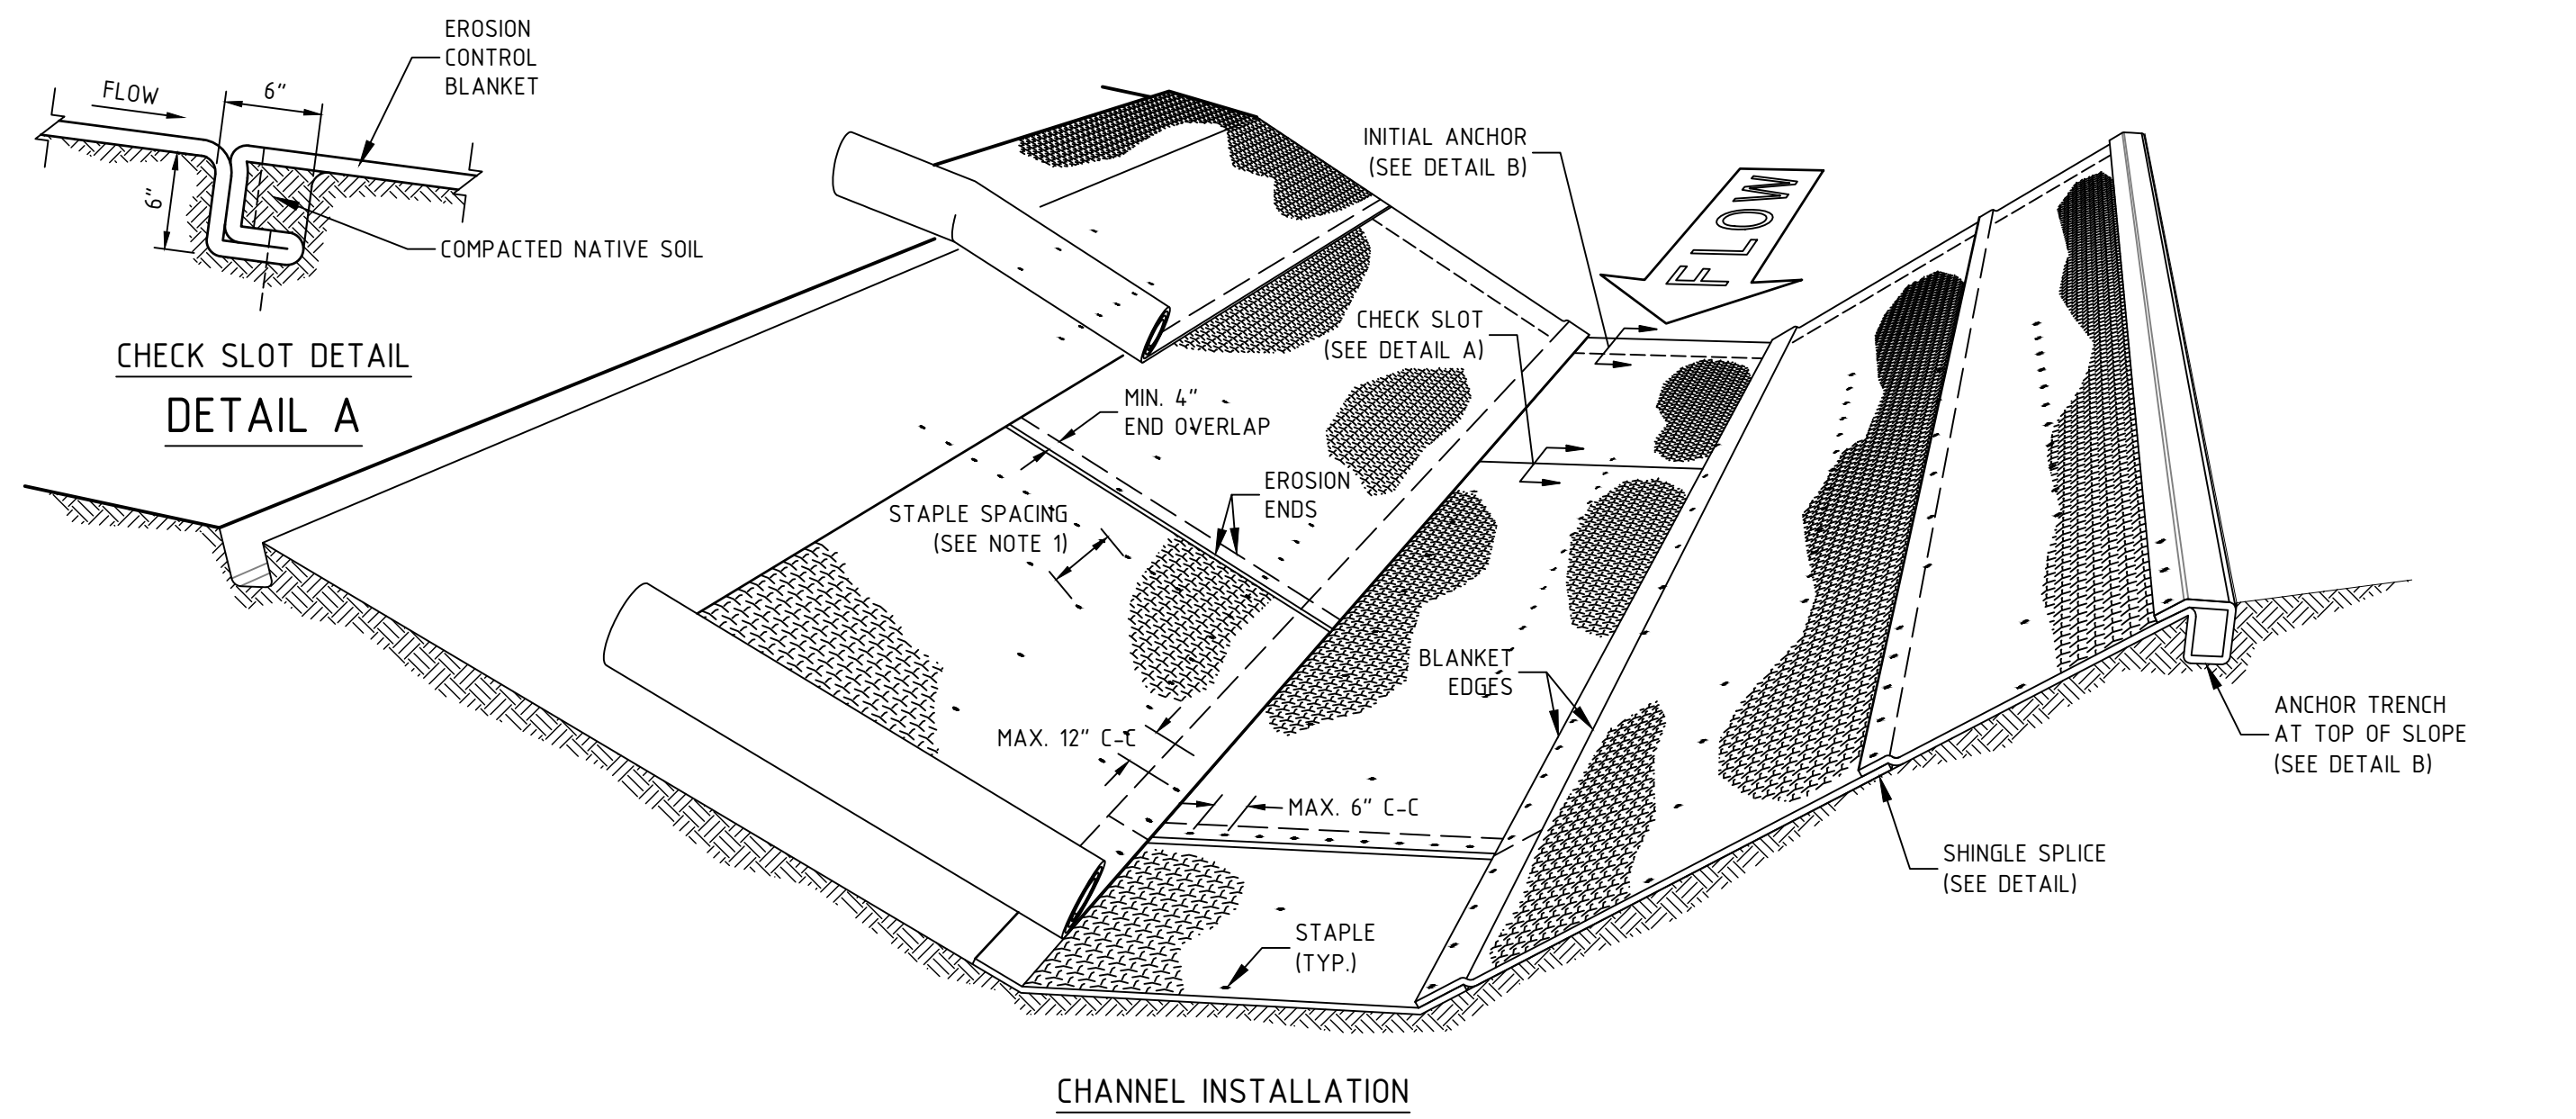 EROSION
CONTROL
BLANKET
FLOW
6"
6"
COMPACTED NATIVE SOIL
CHECK SLOT DETAIL
DETAIL A
INITIAL ANCHOR
(SEE DETAIL B)
FLOW
CHECK SLOT
(SEE DETAIL A)
MIN. 4"
END OVERLAP
EROSION
ENDS
STAPLE SPACING
(SEE NOTE 1)
BLANKET
EDGES
MAX. 12" C-C
MAX. 6" C-C
ANCHOR TRENCH
AT TOP OF SLOPE
(SEE DETAIL B)
SHINGLE SPLICE
(SEE DETAIL)
STAPLE
(TYP.)
CHANNEL INSTALLATION